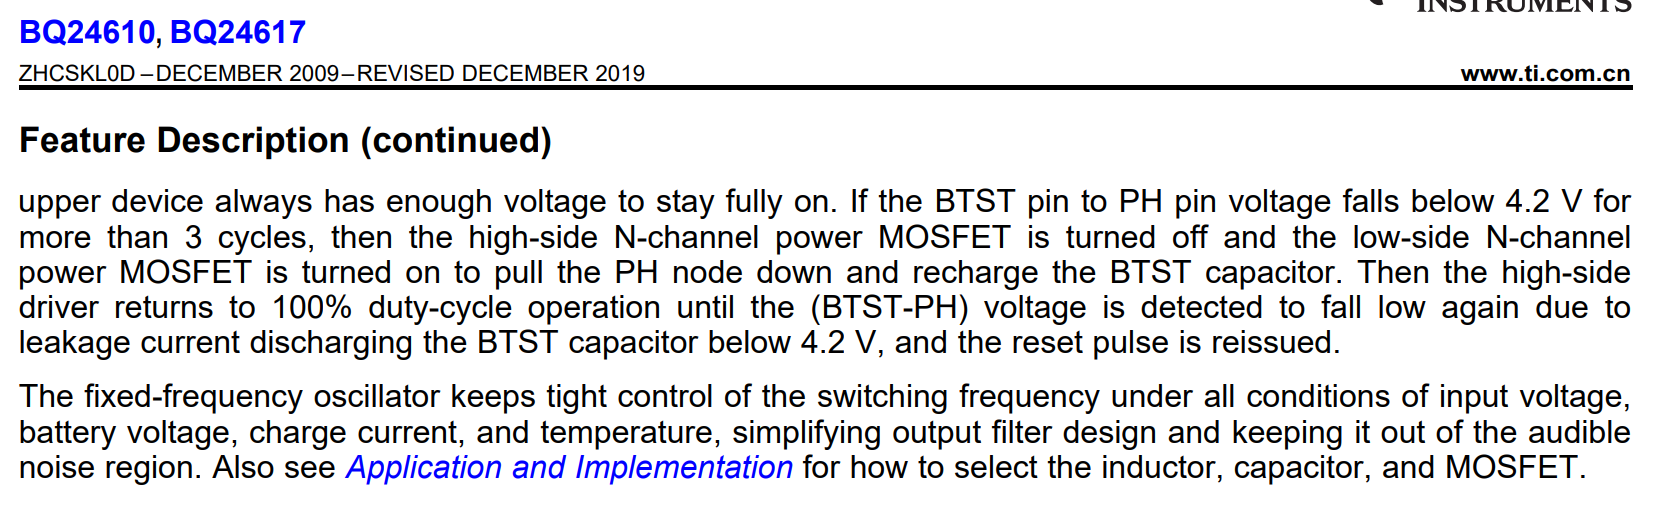 INSTRUMENTS
BQ24610, BQ24617
ZHCSKL0D –DECEMBER 2009–REVISED DECEMBER 2019
www.ti.com.cn
Feature Description (continued)
upper device always has enough voltage to stay fully on. If the BTST pin to PH pin voltage falls below 4.2 V for
more than 3 cycles, then the high-side N-channel power MOSFET is turned off and the low-side N-channel
power MOSFET is turned on to pull the PH node down and recharge the BTST capacitor. Then the high-side
driver returns to 100% duty-cycle operation until the (BTST-PH) voltage is detected to fall low again due to
leakage current discharging the BTST capacitor below 4.2 V, and the reset pulse is reissued.
The fixed-frequency oscillator keeps tight control of the switching frequency under all conditions of input voltage,
battery voltage, charge current, and temperature, simplifying output filter design and keeping it out of the audible
noise region. Also see Application and Implementation for how to select the inductor, capacitor, and MOSFET.